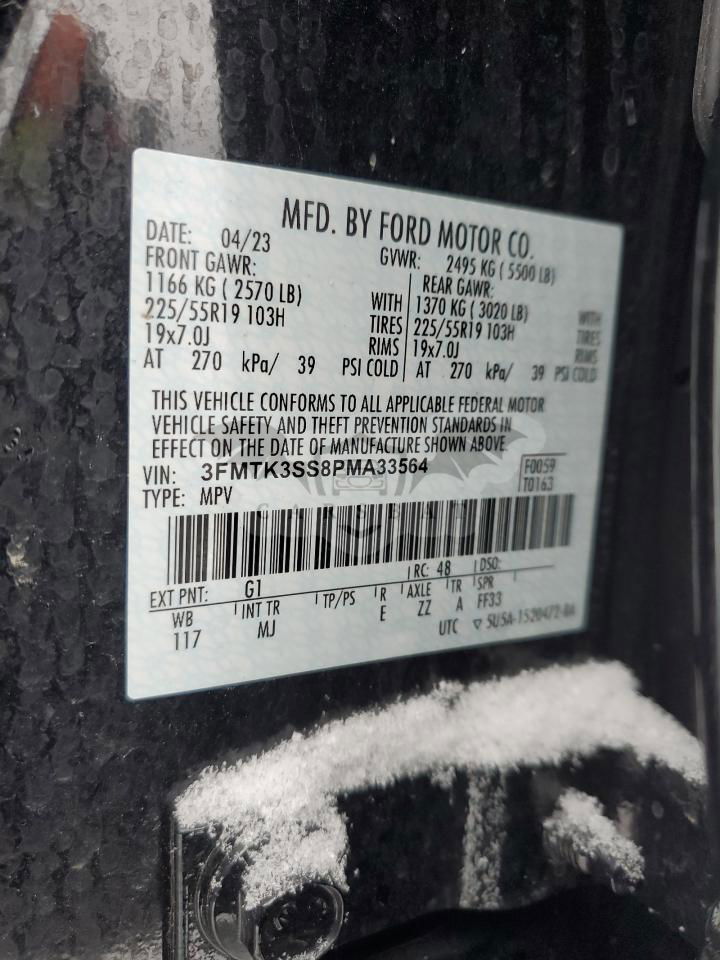 MFD. BY FORD MOTOR CO.
DATE: 04/23 GVWR: 2495 KG ( 5500 LB)
FRONT GAWR: REAR GAWR:
1166 KG ( 2570 LB) WITH 1370 KG ( 3020 LB) WITH
225/55R19 103H TIRES 225/55R19 103H TIRES
19x7.0J RIMS 19x7.0J RIMS
AT 270 kPa/ 39 PSI COLD AT 270 kPa/ 39 PSI COLD
THIS VEHICLE CONFORMS TO ALL APPLICABLE FEDERAL MOTOR
VEHICLE SAFETY AND THEFT PREVENTION STANDARDS IN
EFFECT ON THE DATE OF MANUFACTURE SHOWN ABOVE.
VIN: 3FMTK3SS8PMA33564 F0059
TYPE: MPV T0163
EXT PNT: G1 RC: 48 DSO:
WB INT TR TP/PS R AXLE TR SPR
117 MJ E ZZ A FF33
UTC ▽ 5U5A-1520472-BA